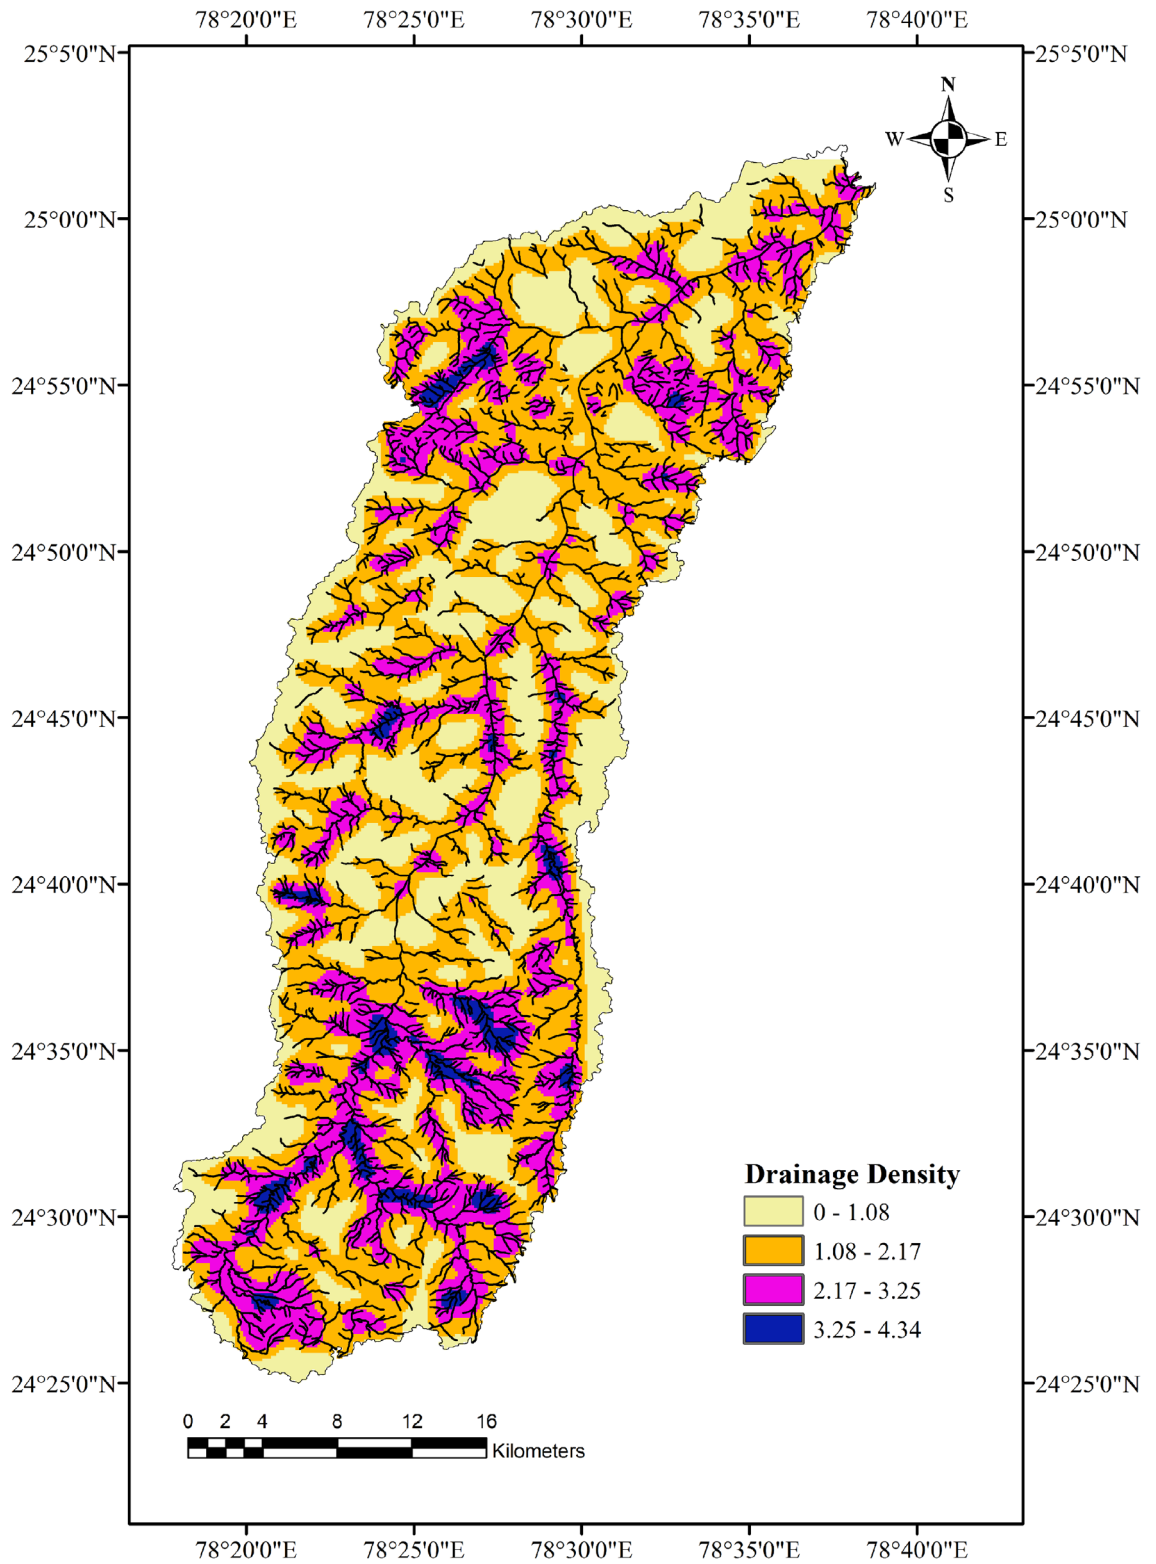 78°20'0"E 78°25'0"E 78°30'0"E 78°35'0"E 78°40'0"E
25°5'0"N 25°5'0"N
N
W E
S
25°0'0"N 25°0'0"N
24°55'0"N 24°55'0"N
24°50'0"N 24°50'0"N
24°45'0"N 24°45'0"N
24°40'0"N 24°40'0"N
24°35'0"N 24°35'0"N
Drainage Density
0 - 1.08
24°30'0"N 24°30'0"N
1.08 - 2.17
2.17 - 3.25
3.25 - 4.34
24°25'0"N 24°25'0"N
0 2 4 8 12 16
Kilometers
78°20'0"E 78°25'0"E 78°30'0"E 78°35'0"E 78°40'0"E